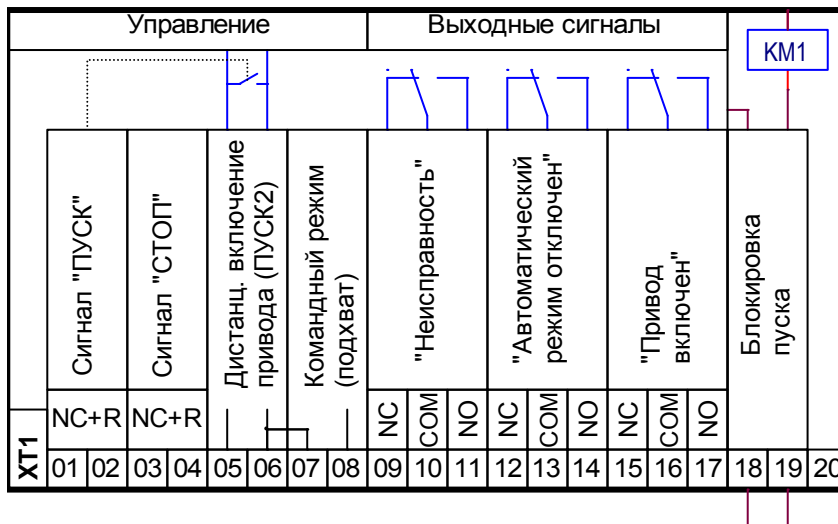 Управление
Выходные сигналы
KM1
Сигнал "ПУСК"
Сигнал "СТОП"
Дистанц. включение
привода (ПУСК2)
Командный режим
(подхват)
"Неисправность"
"Автоматический
режим отключен"
"Привод
включен"
Блокировка
пуска
NC+R
NC+R
NC
COM
NO
NC
COM
NO
NC
COM
NO
XT1
01 02 03 04 05 06 07 08 09 10 11 12 13 14 15 16 17 18 19 20